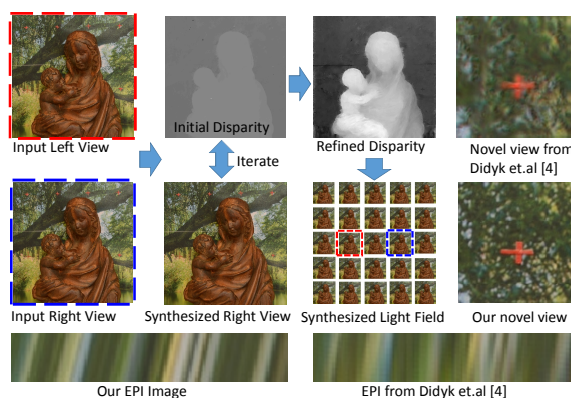 Input Left View
Initial Disparity
Refined Disparity
Novel view from
Didyk et.al [4]
Iterate
Input Right View
Synthesized Right View
Synthesized Light Field
Our novel view
Our EPI Image
EPI from Didyk et.al [4]